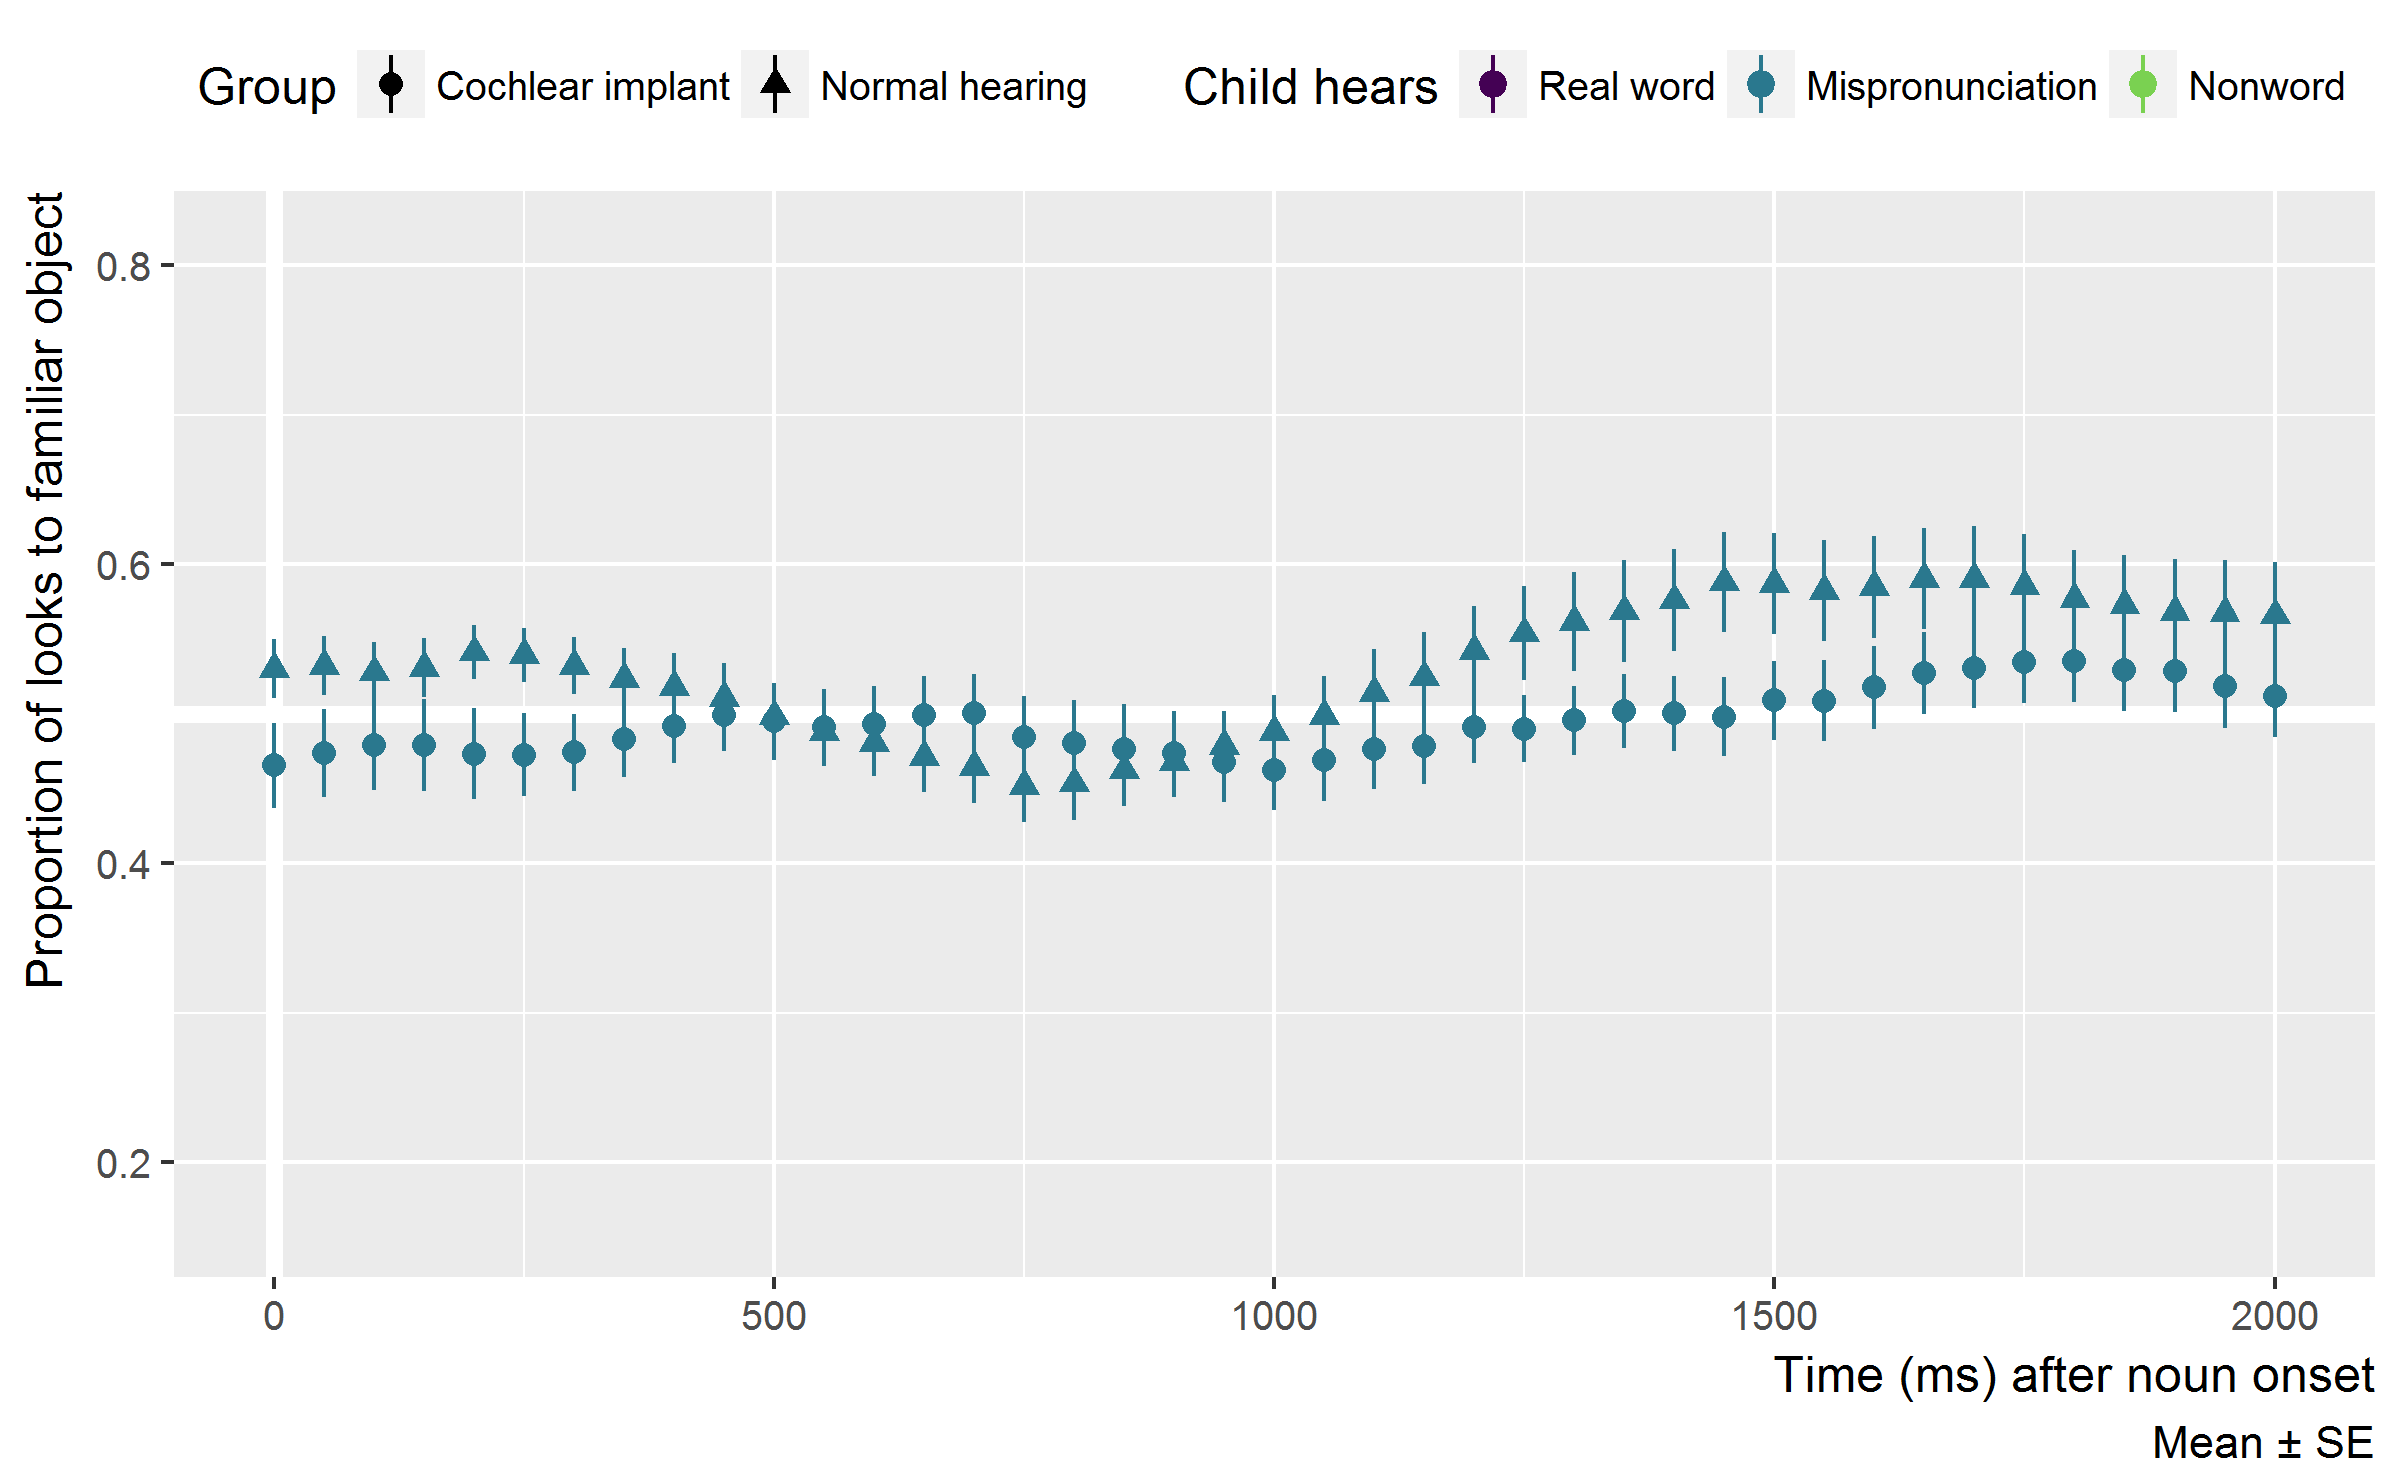 Group Cochlear implant Normal hearing Child hears Real word Mispronunciation Nonword
Proportion of looks to familiar object
0.8
0.6
0.4
0.2
0 500 1000 1500 2000
Time (ms) after noun onset
Mean ± SE